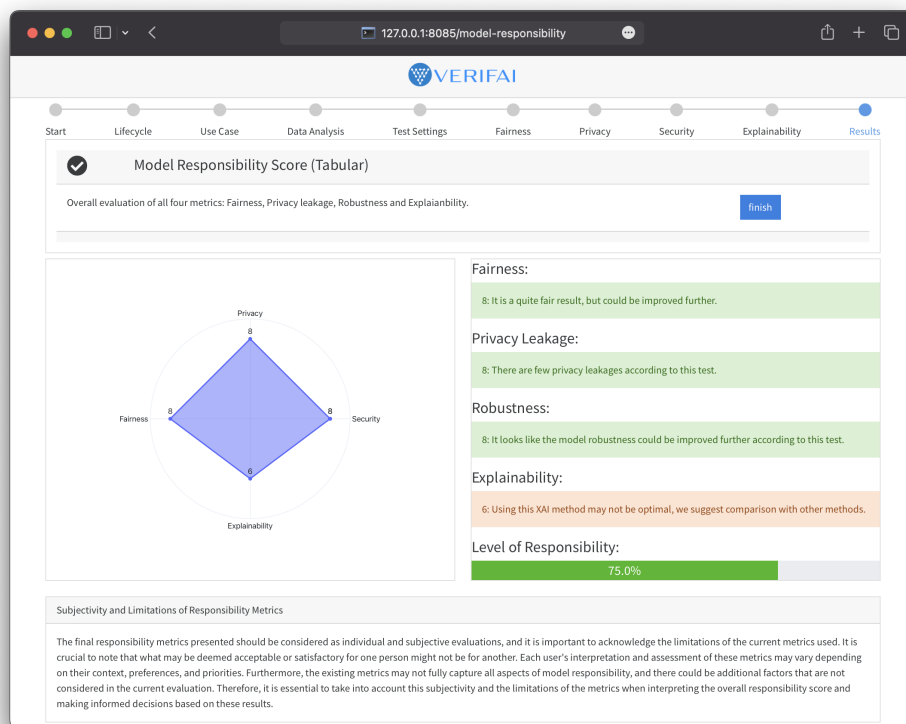 127.0.0.1:8085/model-responsibility
VERIFAI
Start
Lifecycle
Use Case
Data Analysis
Test Settings
Fairness
Privacy
Security
Explainability
Results
Model Responsibility Score (Tabular)
Overall evaluation of all four metrics: Fairness, Privacy leakage, Robustness and Explaianbility.
finish
Privacy
8
Fairness
8
8
Security
6
Explainability
Fairness:
8: It is a quite fair result, but could be improved further.
Privacy Leakage:
8: There are few privacy leakages according to this test.
Robustness:
8: It looks like the model robustness could be improved further according to this test.
Explainability:
6: Using this XAI method may not be optimal, we suggest comparison with other methods.
Level of Responsibility:
75.0%
Subjectivity and Limitations of Responsibility Metrics
The final responsibility metrics presented should be considered as individual and subjective evaluations, and it is important to acknowledge the limitations of the current metrics used. It is
crucial to note that what may be deemed acceptable or satisfactory for one person might not be for another. Each user's interpretation and assessment of these metrics may vary depending
on their context, preferences, and priorities. Furthermore, the existing metrics may not fully capture all aspects of model responsibility, and there could be additional factors that are not
considered in the current evaluation. Therefore, it is essential to take into account this subjectivity and the limitations of the metrics when interpreting the overall responsibility score and
making informed decisions based on these results.